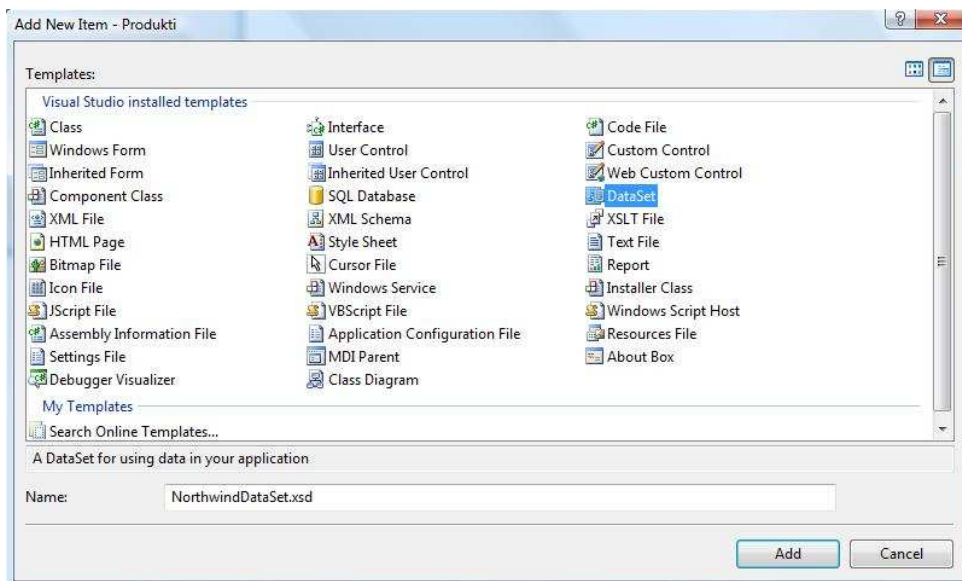 Add New Item - Produkti
Templates:
Visual Studio installed templates
Class
Interface
Code File
Windows Form
User Control
Custom Control
Inherited Form
Inherited User Control
Web Custom Control
Component Class
SQL Database
DataSet
XML File
XML Schema
XSLT File
HTML Page
Style Sheet
Text File
Bitmap File
Cursor File
Report
Icon File
Windows Service
Installer Class
JScript File
VBScript File
Windows Script Host
Assembly Information File
Application Configuration File
Resources File
Settings File
MDI Parent
About Box
Debugger Visualizer
Class Diagram
My Templates
Search Online Templates...
A DataSet for using data in your application
Name: NorthwindDataSet.xsd
Add Cancel